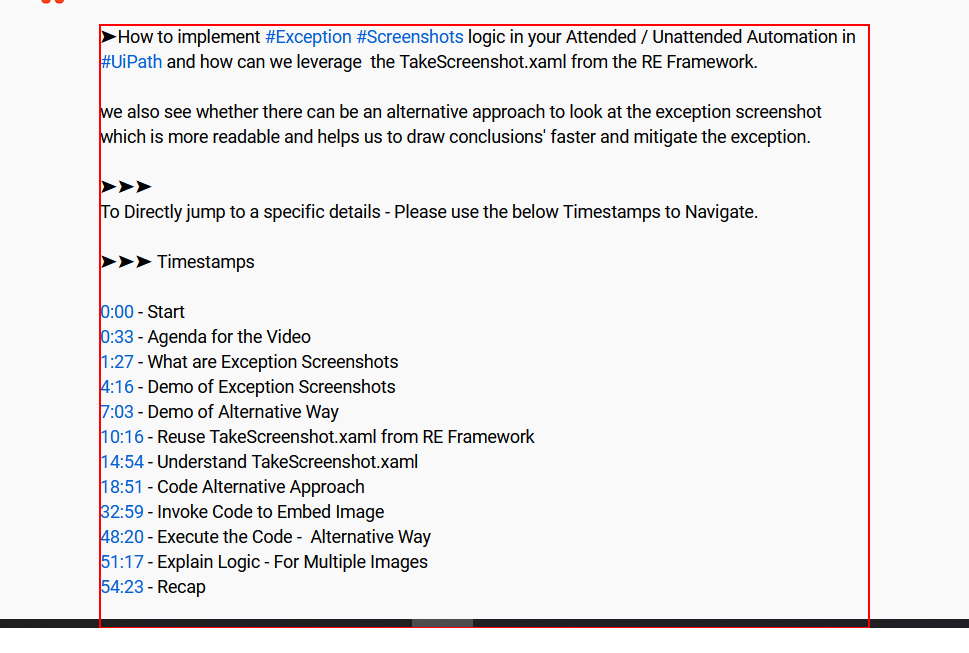 ➤How to implement #Exception #Screenshots logic in your Attended / Unattended Automation in
#UiPath and how can we leverage  the TakeScreenshot.xaml from the RE Framework.
we also see whether there can be an alternative approach to look at the exception screenshot
which is more readable and helps us to draw conclusions' faster and mitigate the exception.
➤➤➤
To Directly jump to a specific details - Please use the below Timestamps to Navigate.
➤➤➤ Timestamps
0:00 - Start
0:33 - Agenda for the Video
1:27 - What are Exception Screenshots
4:16 - Demo of Exception Screenshots
7:03 - Demo of Alternative Way
10:16 - Reuse TakeScreenshot.xaml from RE Framework
14:54 - Understand TakeScreenshot.xaml
18:51 - Code Alternative Approach
32:59 - Invoke Code to Embed Image
48:20 - Execute the Code -  Alternative Way
51:17 - Explain Logic - For Multiple Images
54:23 - Recap